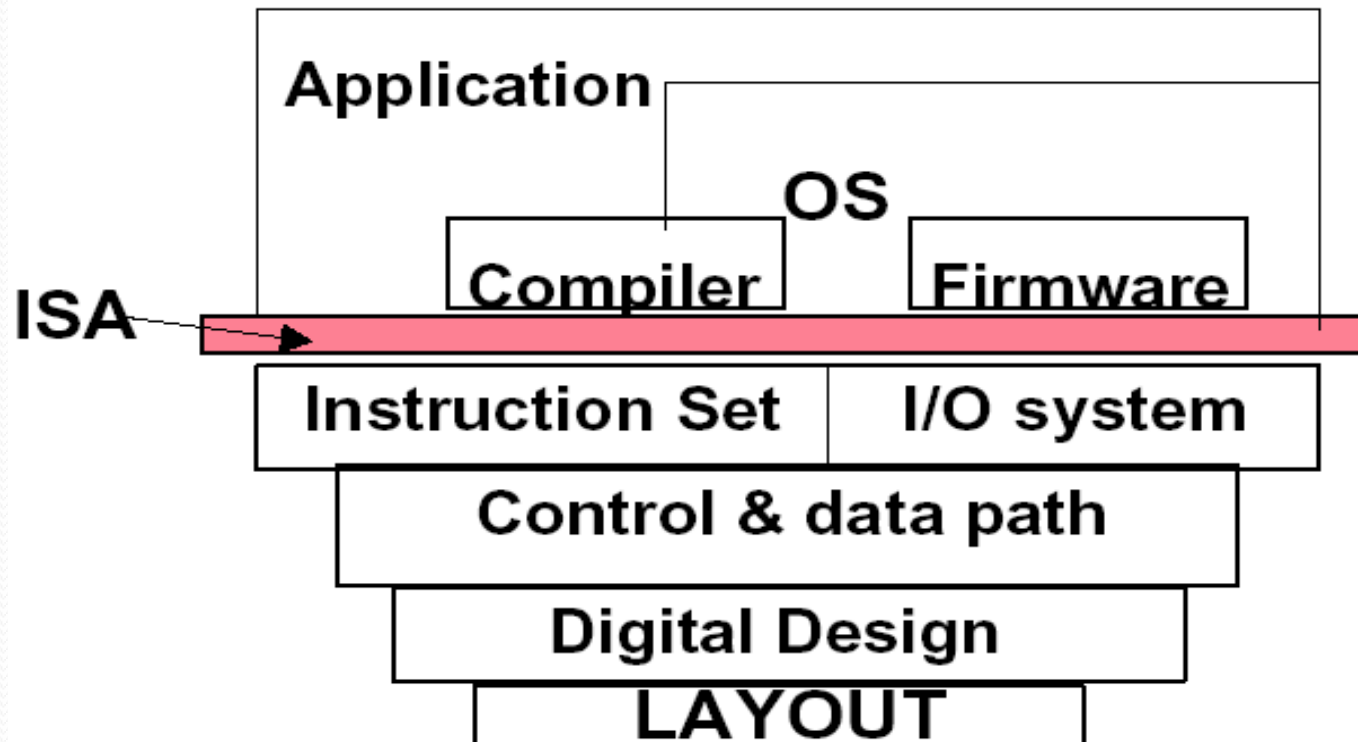 Application
OS
Compiler
Firmware
ISA
Instruction Set
I/O system
Control & data path
Digital Design
LAYOUT